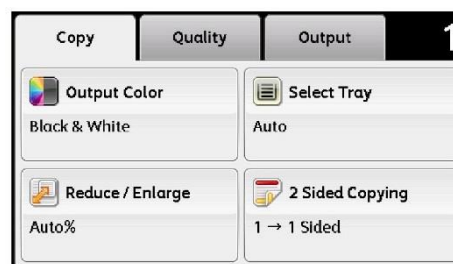 Copy Quality Output 1
Output Color Select Tray
Black & White Auto
Reduce / Enlarge 2 Sided Copying
Auto% 1 → 1 Sided